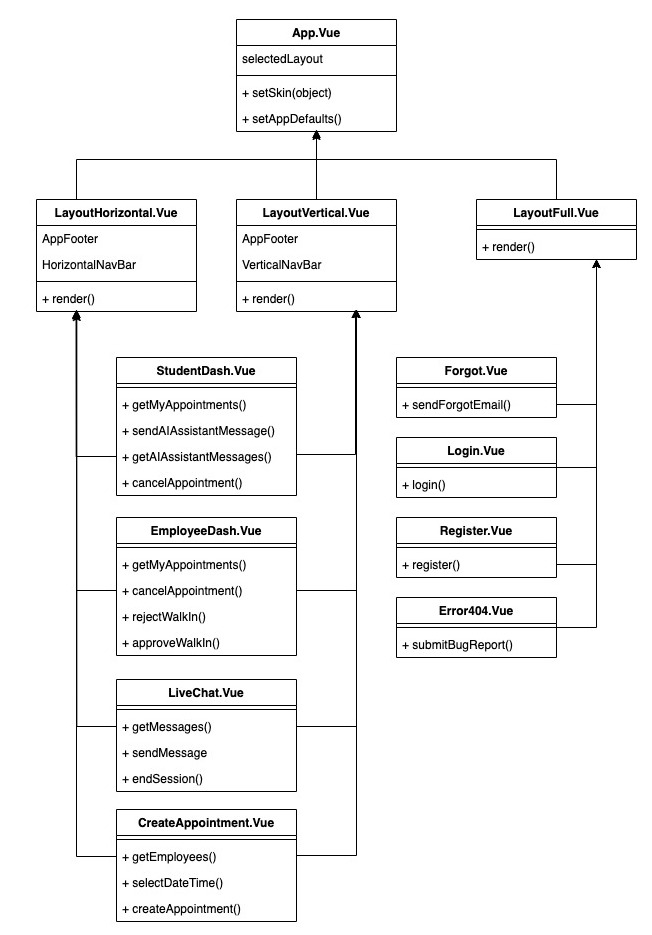 App.Vue
selectedLayout
+ setSkin(object)
+ setAppDefaults()
LayoutHorizontal.Vue
AppFooter
HorizontalNavBar
+ render()
LayoutVertical.Vue
AppFooter
VerticalNavBar
+ render()
LayoutFull.Vue
+ render()
StudentDash.Vue
+ getMyAppointments()
+ sendAIAssistantMessage()
+ getAIAssistantMessages()
+ cancelAppointment()
EmployeeDash.Vue
+ getMyAppointments()
+ cancelAppointment()
+ rejectWalkIn()
+ approveWalkIn()
LiveChat.Vue
+ getMessages()
+ sendMessage
+ endSession()
CreateAppointment.Vue
+ getEmployees()
+ selectDateTime()
+ createAppointment()
Forgot.Vue
+ sendForgotEmail()
Login.Vue
+ login()
Register.Vue
+ register()
Error404.Vue
+ submitBugReport()